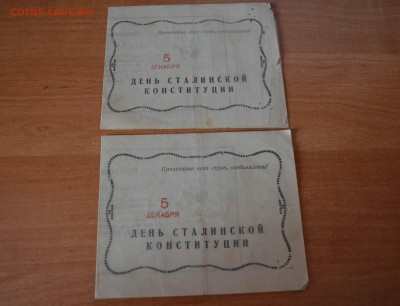 Пролетарии всех стран, соединяйтесь!
5
ДЕКАБРЯ
ДЕНЬ СТАЛИНСКОЙ
КОНСТИТУЦИИ
Пролетарии всех стран, соединяйтесь!
5
ДЕКАБРЯ
ДЕНЬ СТАЛИНСКОЙ
КОНСТИТУЦИИ